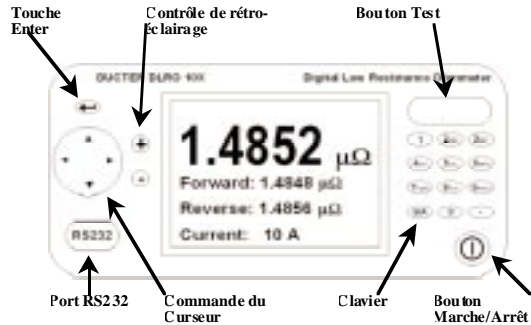 Touche
Enter
Contrôle de rétro-
éclairage
Bouton Test
DUCTER DLRO 10X
Digital Low Resistance Ohmmeter
1.4852 µΩ
Forward: 1.4848 µΩ
Reverse: 1.4856 µΩ
Current: 10 A
RS232
Port RS232
Commande du
Curseur
Clavier
Bouton
Marche/Arrêt